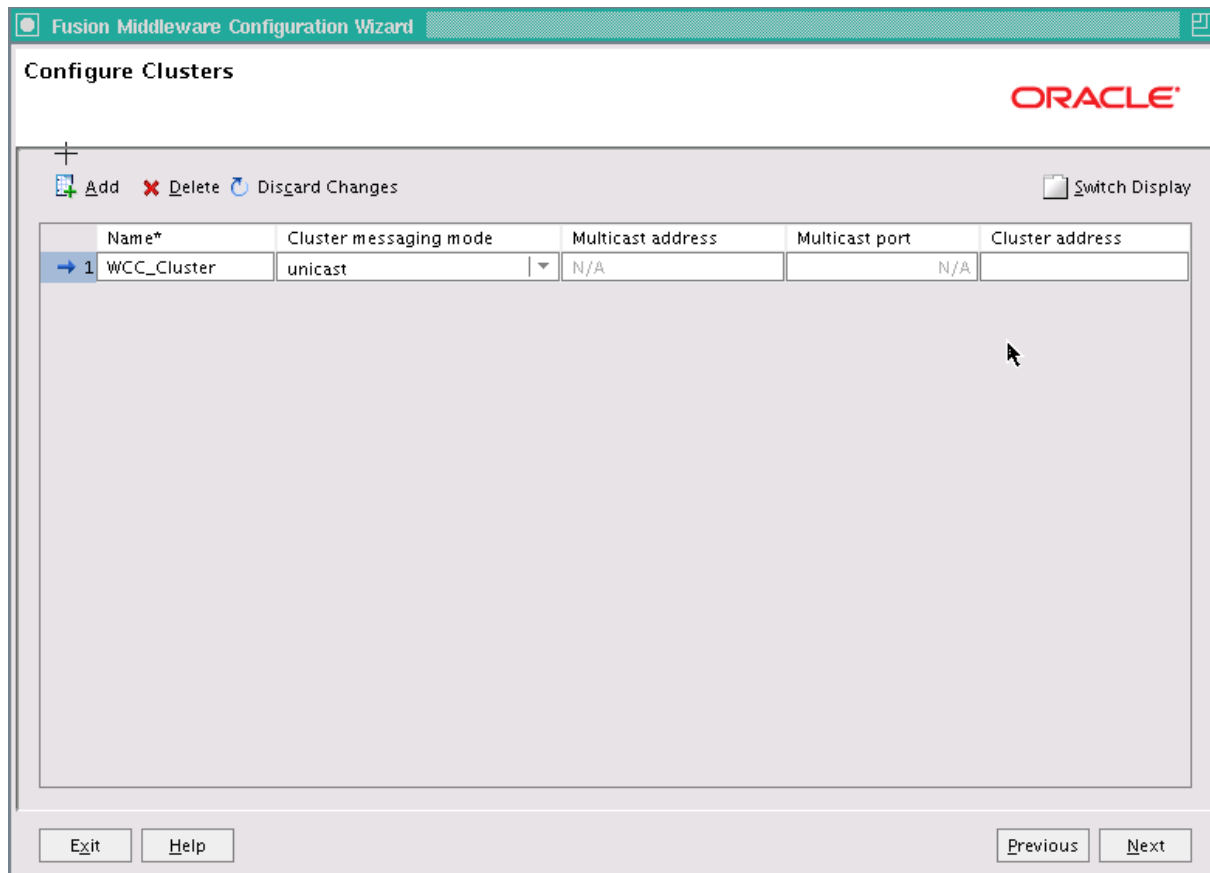 Fusion Middleware Configuration Wizard
Configure Clusters
ORACLE
Add Delete Discard Changes Switch Display
Name* Cluster messaging mode Multicast address Multicast port Cluster address
1 WCC_Cluster unicast N/A N/A
Exit Help Previous Next